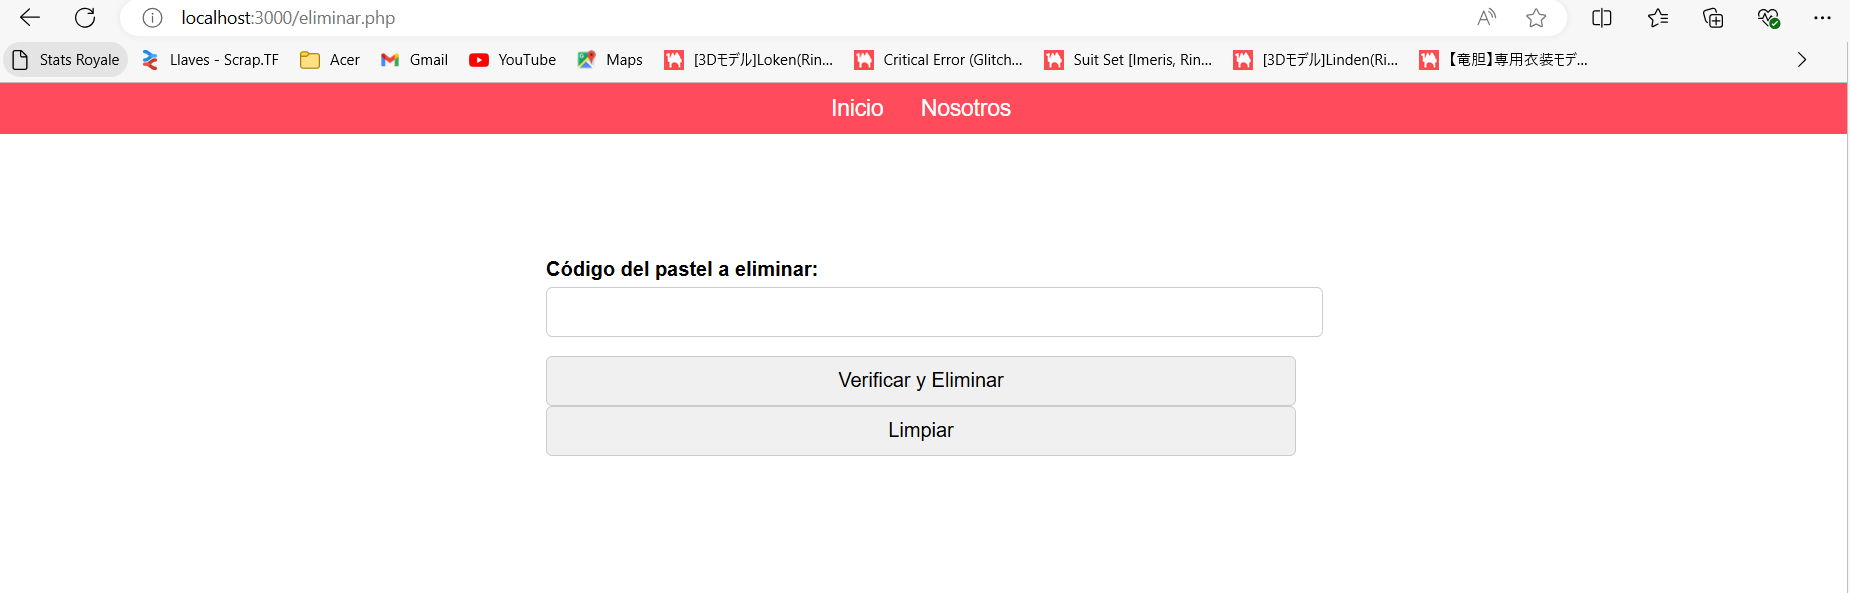 localhost:3000/eliminar.php
Stats Royale Llaves - Scrap.TF Acer Gmail YouTube Maps [3Dモデル]Loken(Rin... Critical Error (Glitch... Suit Set [Imeris, Rin... [3Dモデル]Linden(Ri... 【竜胆】専用衣装モデ...
Inicio Nosotros
Código del pastel a eliminar:
Verificar y Eliminar
Limpiar